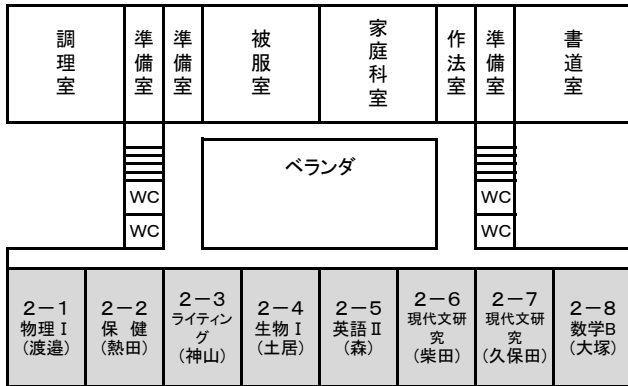 調理室
準備室
準備室
被服室
家庭科室
作法室
準備室
書道室
ベランダ
WC
WC
WC
WC
2－1
物理Ⅰ
(渡邉)
2－2
保 健
(熱田)
2－3
ライティン
グ
(神山)
2－4
生物Ⅰ
(土居)
2－5
英語Ⅱ
(森)
2－6
現代文研
究
(柴田)
2－7
現代文研
究
(久保田)
2－8
数学B
(大塚)